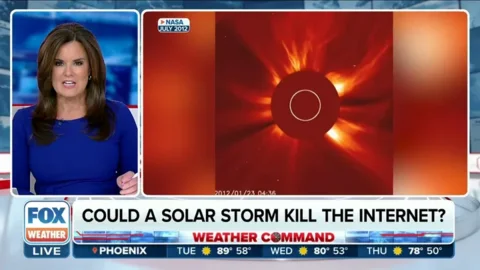 NASA
JULY 2012
2012/01/23 04:36
COULD A SOLAR STORM KILL THE INTERNET?
FOX
WEATHER
WEATHER COMMAND
LIVE
PHOENIX TUE 89° 58° WED 80° 53° THU 78° 50°